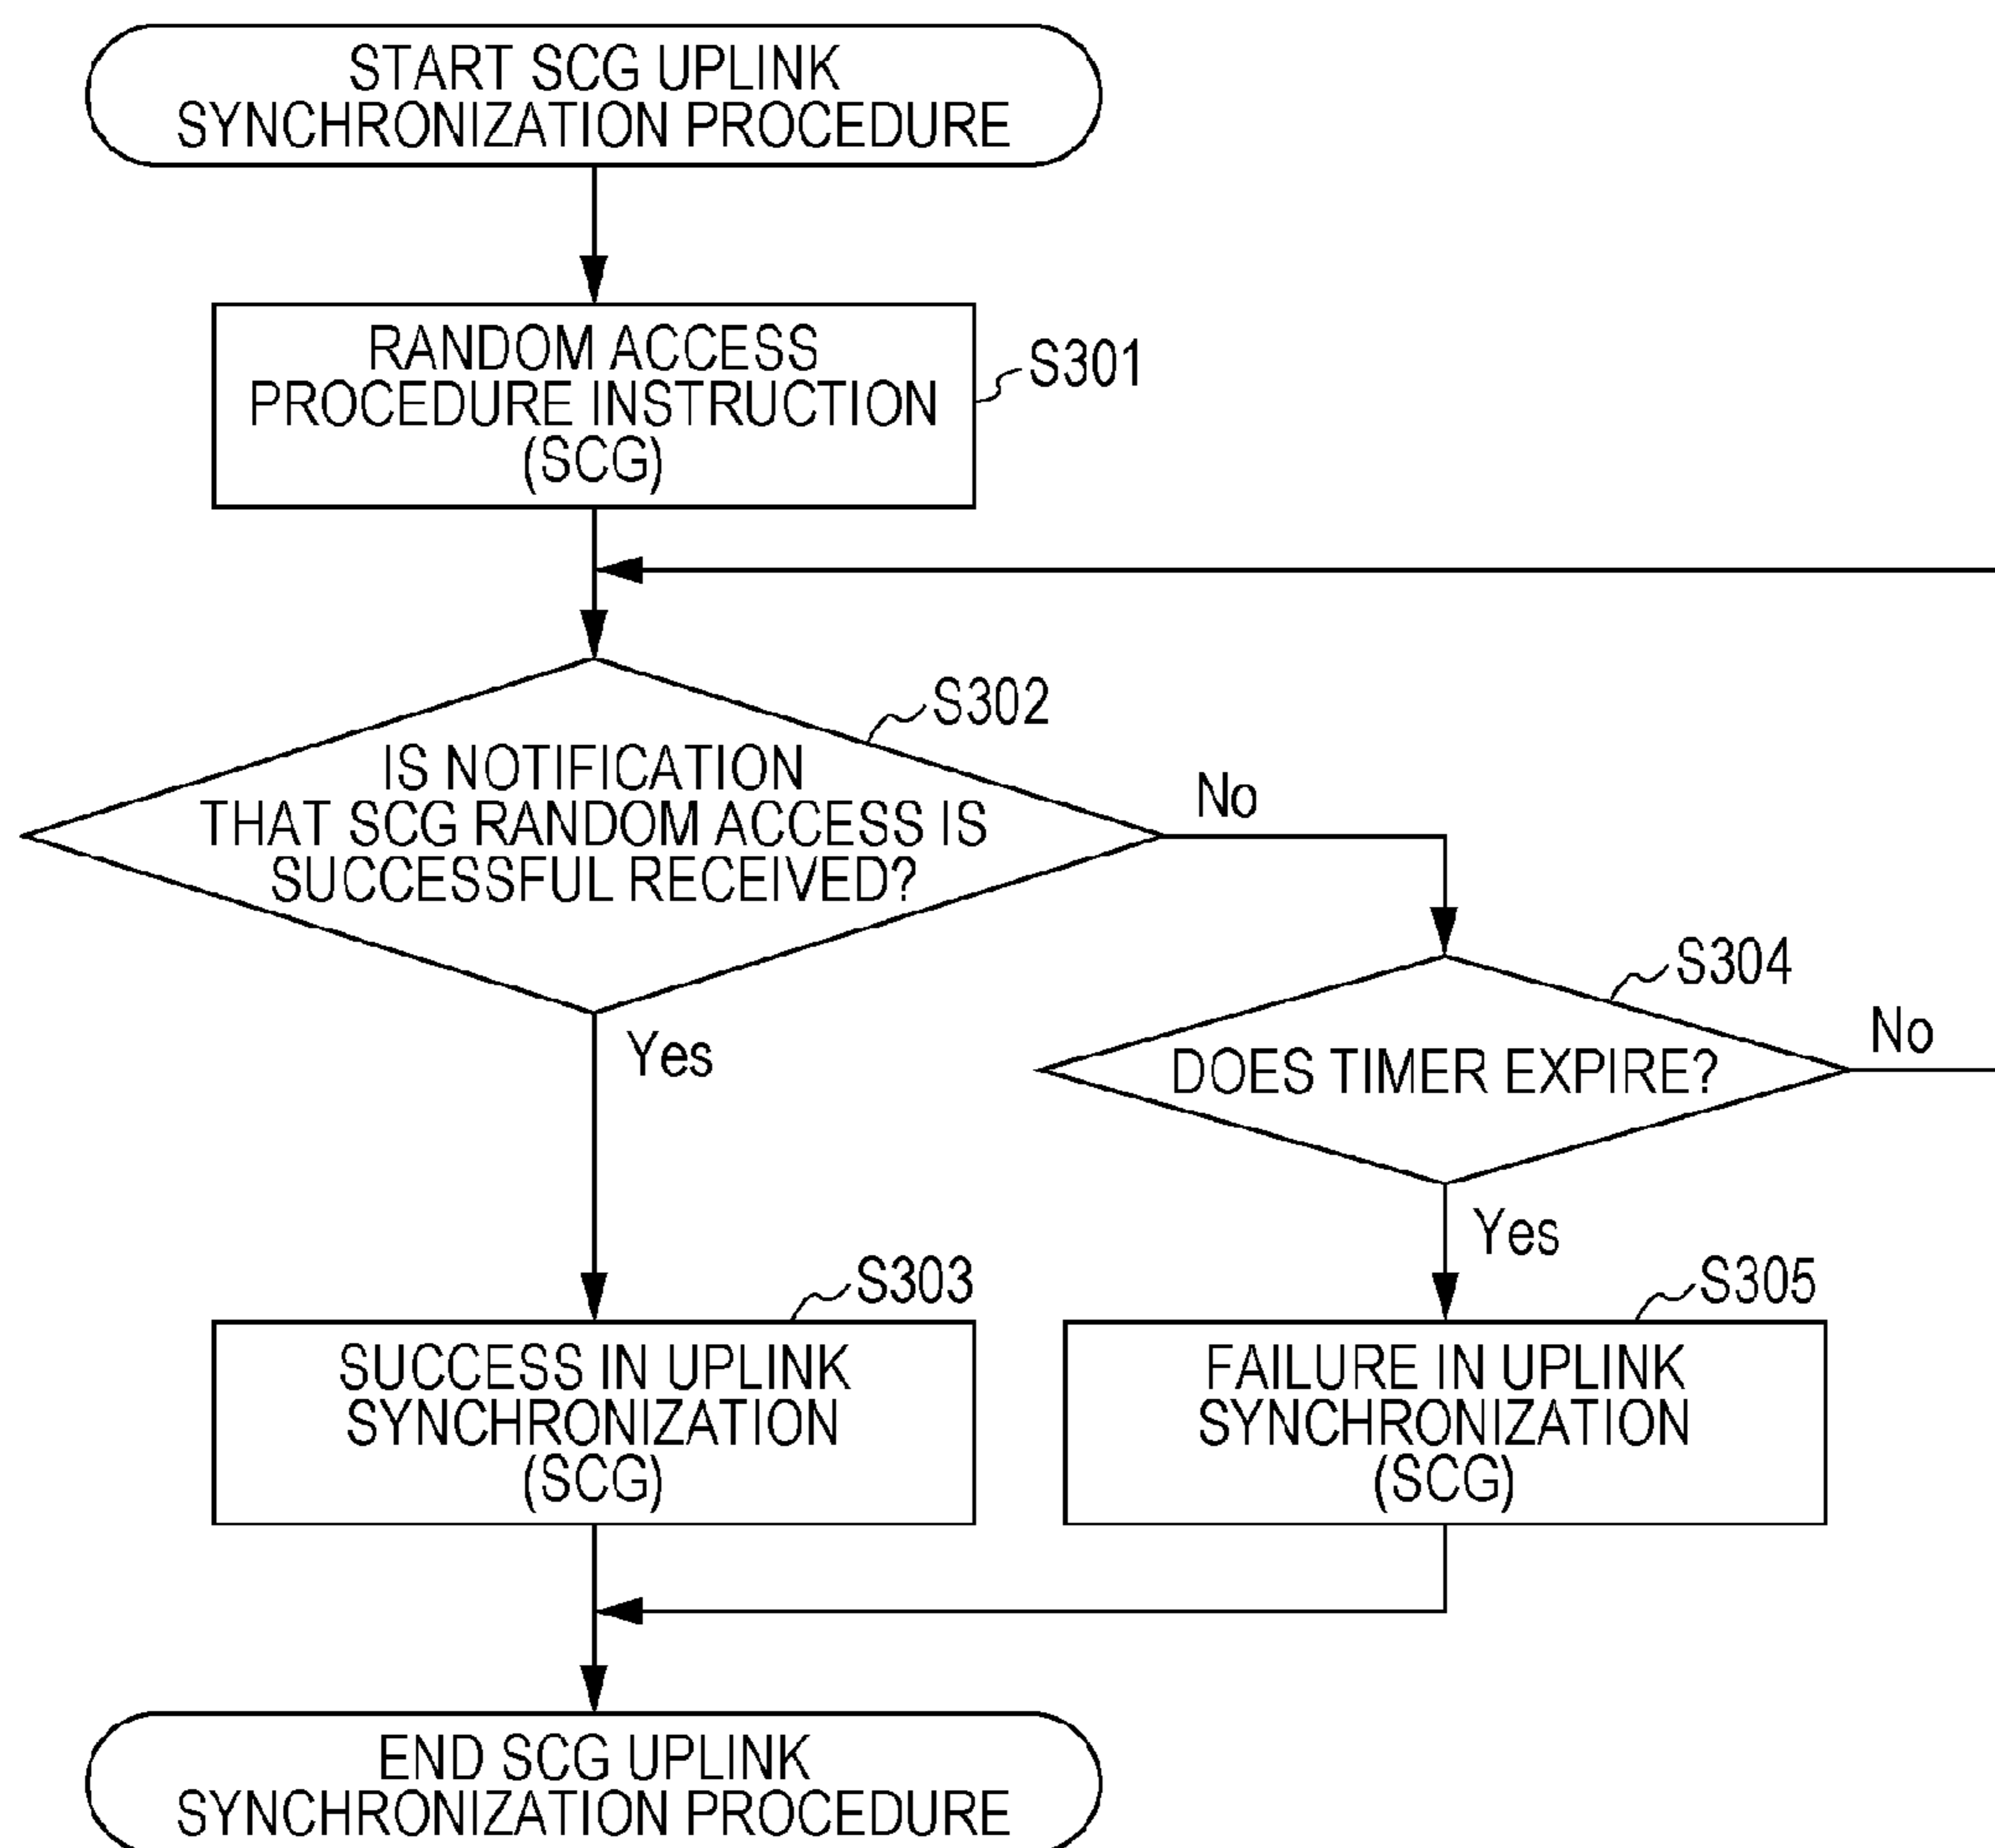 START SCG UPLINK
SYNCHRONIZATION PROCEDURE
RANDOM ACCESS
PROCEDURE INSTRUCTION
(SCG)
S301
S302
IS NOTIFICATION
THAT SCG RANDOM ACCESS IS
SUCCESSFUL RECEIVED?
No
Yes
S304
DOES TIMER EXPIRE?
No
Yes
S303
SUCCESS IN UPLINK
SYNCHRONIZATION
(SCG)
S305
FAILURE IN UPLINK
SYNCHRONIZATION
(SCG)
END SCG UPLINK
SYNCHRONIZATION PROCEDURE